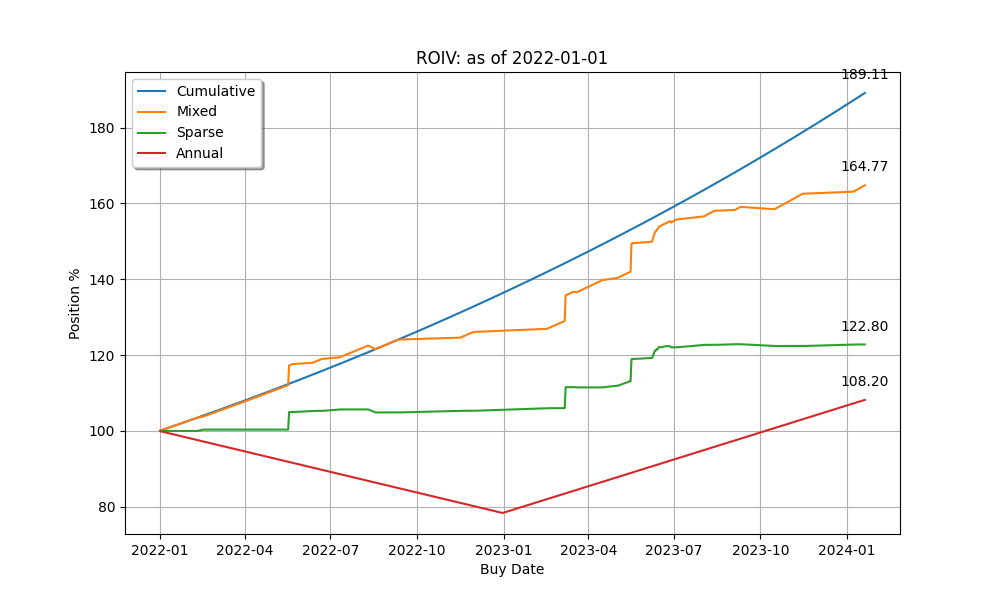 ROIV: as of 2022-01-01
189.11
Cumulative
Mixed
Sparse
Annual
164.77
122.80
108.20
Position %
180
160
140
120
100
80
2022-01 2022-04 2022-07 2022-10 2023-01 2023-04 2023-07 2023-10 2024-01
Buy Date